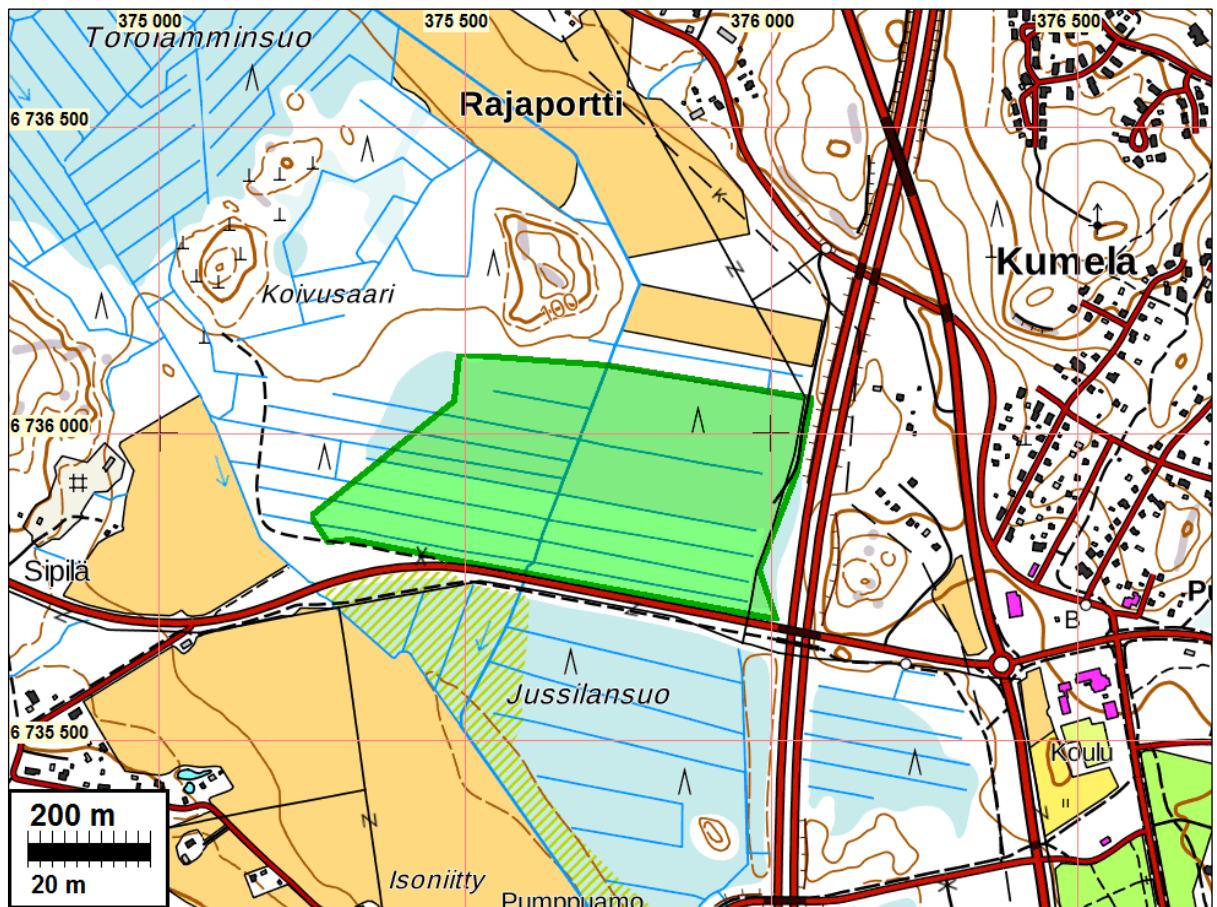 375 000
375 500
376 000
376 500
Torolamminsuo
Rajaportti
6 736 500
K
Z
Kumela
Koivusaari
100
6 736 000
Sipilä
Z
Z
B
Jussilansuo
6 735 500
Koulu
200 m
20 m
Z
Z
Isoniitty
Pumppuamo